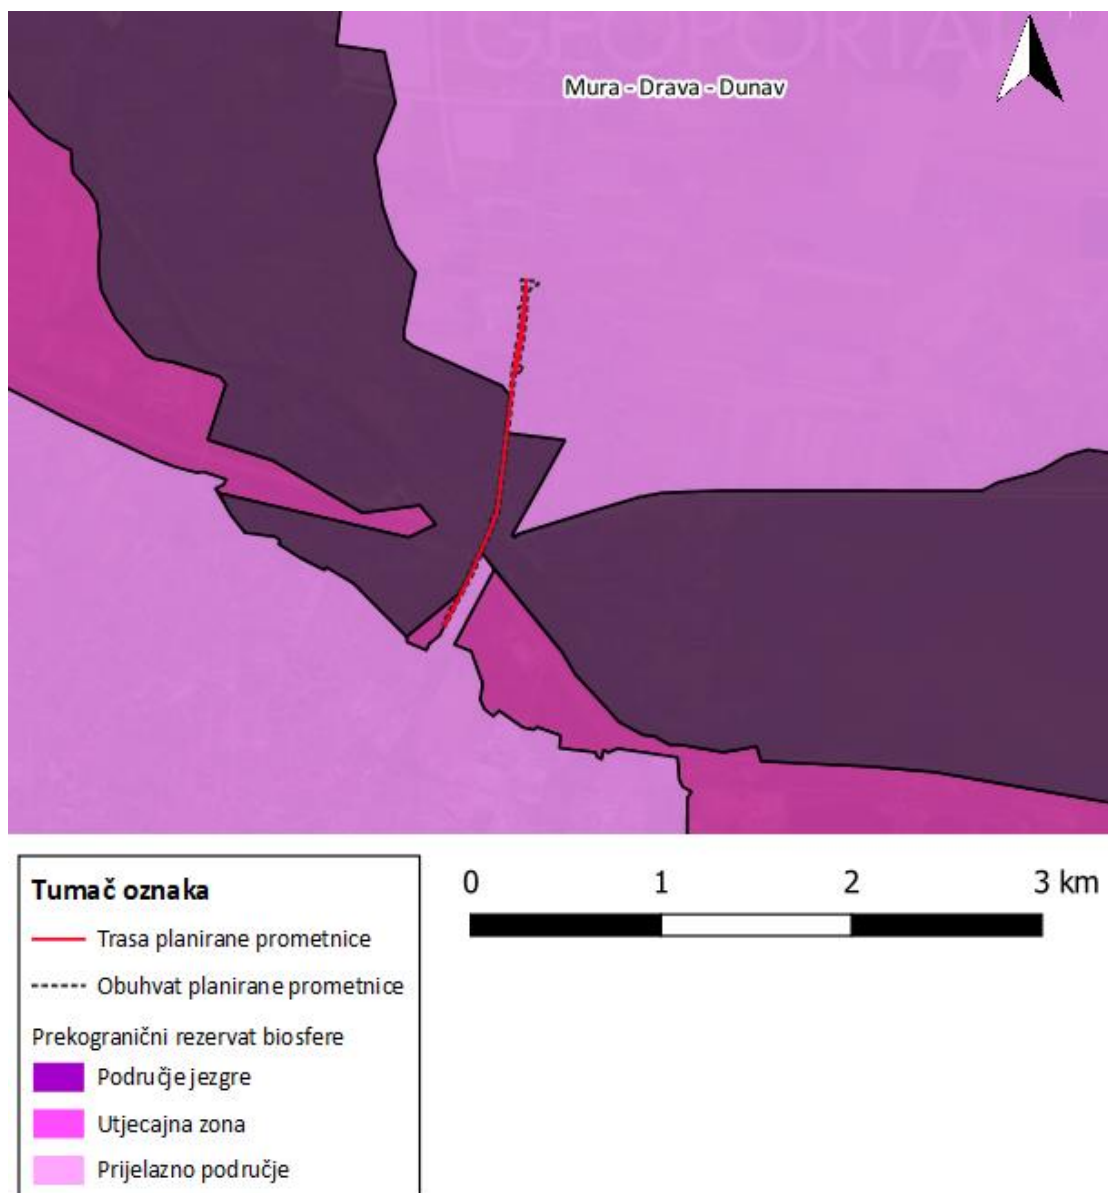 GEOPORTAL
Mura - Drava - Dunav
Tumač oznaka
Trasa planirane prometnice
Obuhvat planirane prometnice
Prekogranični rezervat biosfere
Područje jezgre
Utjecajna zona
Prijelazno područje
0 1 2 3 km